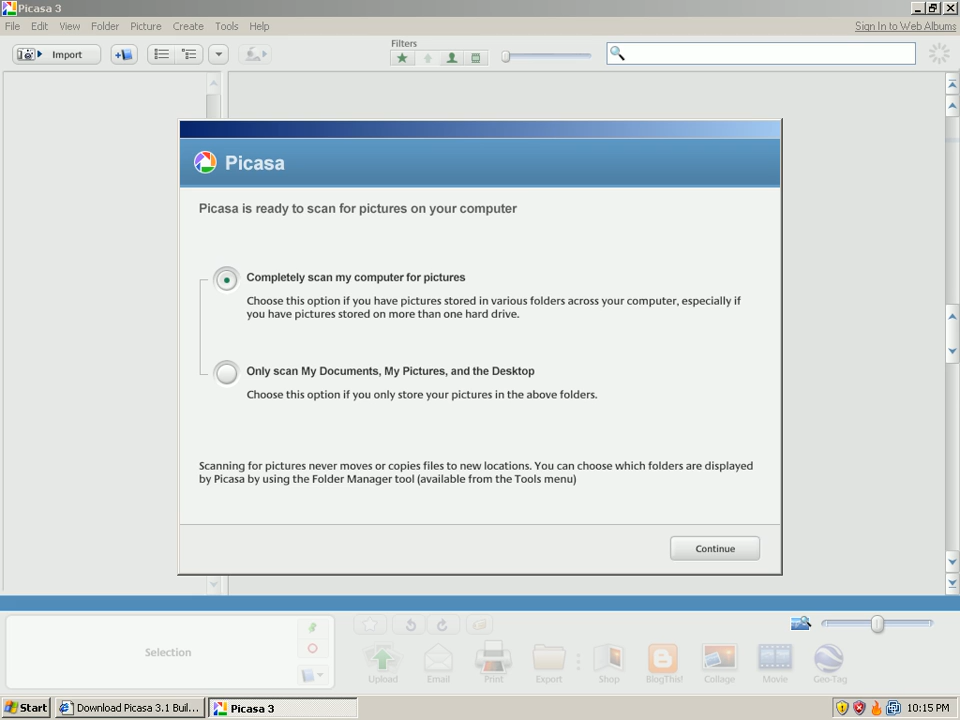 Picasa 3
File Edit View Folder Picture Create Tools Help
Sign In to Web Albums
Import
Filters
Picasa
Picasa is ready to scan for pictures on your computer
Completely scan my computer for pictures
Choose this option if you have pictures stored in various folders across your computer, especially if
you have pictures stored on more than one hard drive.
Only scan My Documents, My Pictures, and the Desktop
Choose this option if you only store your pictures in the above folders.
Scanning for pictures never moves or copies files to new locations. You can choose which folders are displayed
by Picasa by using the Folder Manager tool (available from the Tools menu)
Continue
Selection
Upload Email Print Export Shop BlogThis! Collage Movie Geo-Tag
Start Download Picasa 3.1 Buil... Picasa 3 10:15 PM